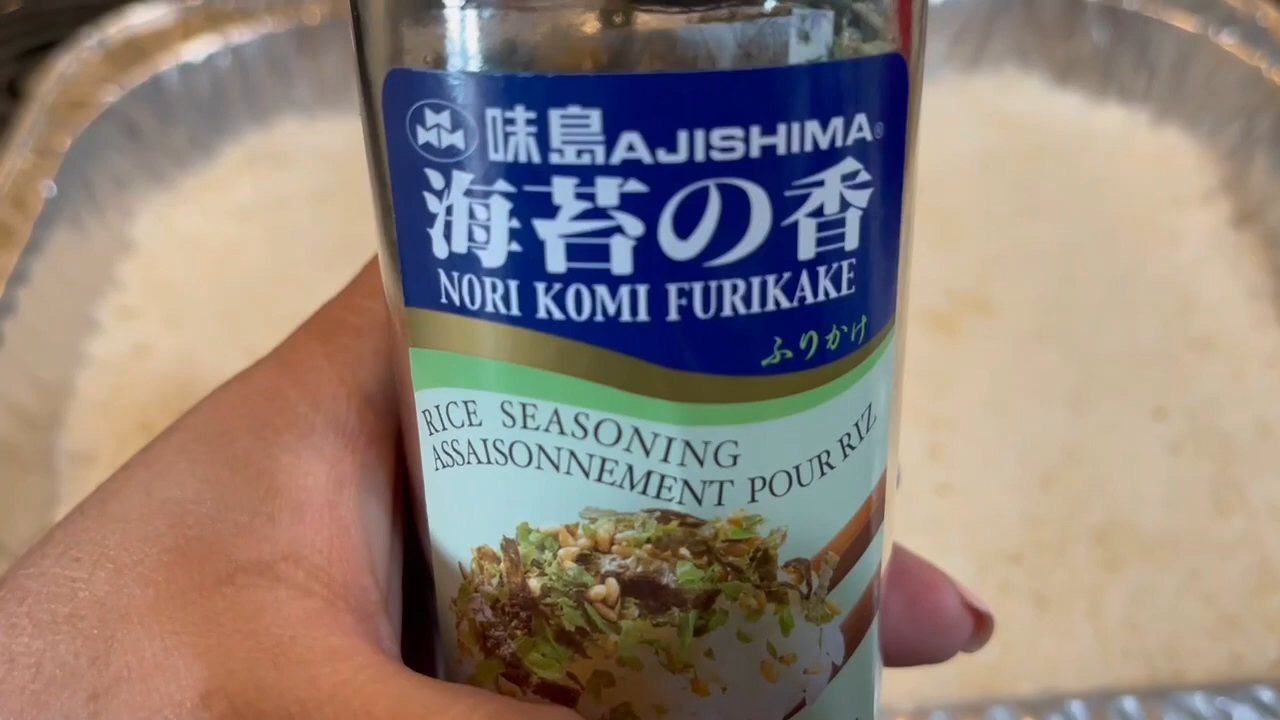 味島AJISHIMA®
海苔の香
NORI KOMI FURIKAKE
ふりかけ
RICE SEASONING
ASSAISONNEMENT POUR RIZ